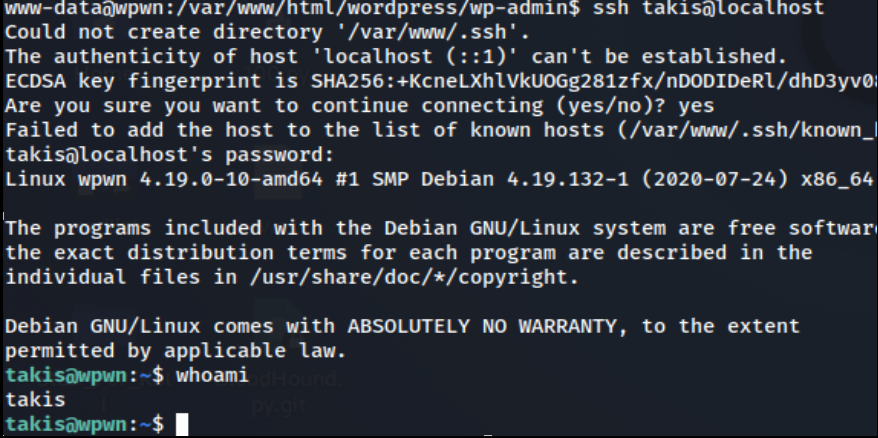 www-data@wpwn:/var/www/html/wordpress/wp-admin$ ssh takis@localhost
Could not create directory '/var/www/.ssh'.
The authenticity of host 'localhost (::1)' can't be established.
ECDSA key fingerprint is SHA256:+KcneLXhlVkUOGg281zfx/nDODIDeRl/dhD3yv08
Are you sure you want to continue connecting (yes/no)? yes
Failed to add the host to the list of known hosts (/var/www/.ssh/known_h
takis@localhost's password:
Linux wpwn 4.19.0-10-amd64 #1 SMP Debian 4.19.132-1 (2020-07-24) x86_64
The programs included with the Debian GNU/Linux system are free software
the exact distribution terms for each program are described in the
individual files in /usr/share/doc/*/copyright.
Debian GNU/Linux comes with ABSOLUTELY NO WARRANTY, to the extent
permitted by applicable law.
takis@wpwn:~$ whoami
takis
takis@wpwn:~$